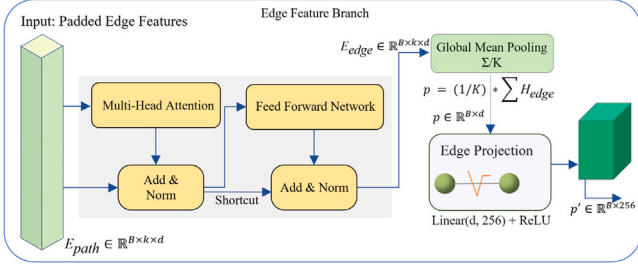 Edge Feature Branch
Input: Padded Edge Features
Multi-Head Attention
Feed Forward Network
Add &
Norm
Shortcut
Add & Norm
E_path ∈ ℝ^{B×k×d}
E_edge ∈ ℝ^{B×k×d}
Global Mean Pooling
Σ/K
p = (1/K) * ∑ H_edge
p ∈ ℝ^{B×d}
Edge Projection
Linear(d, 256) + ReLU
p′ ∈ ℝ^{B×256}